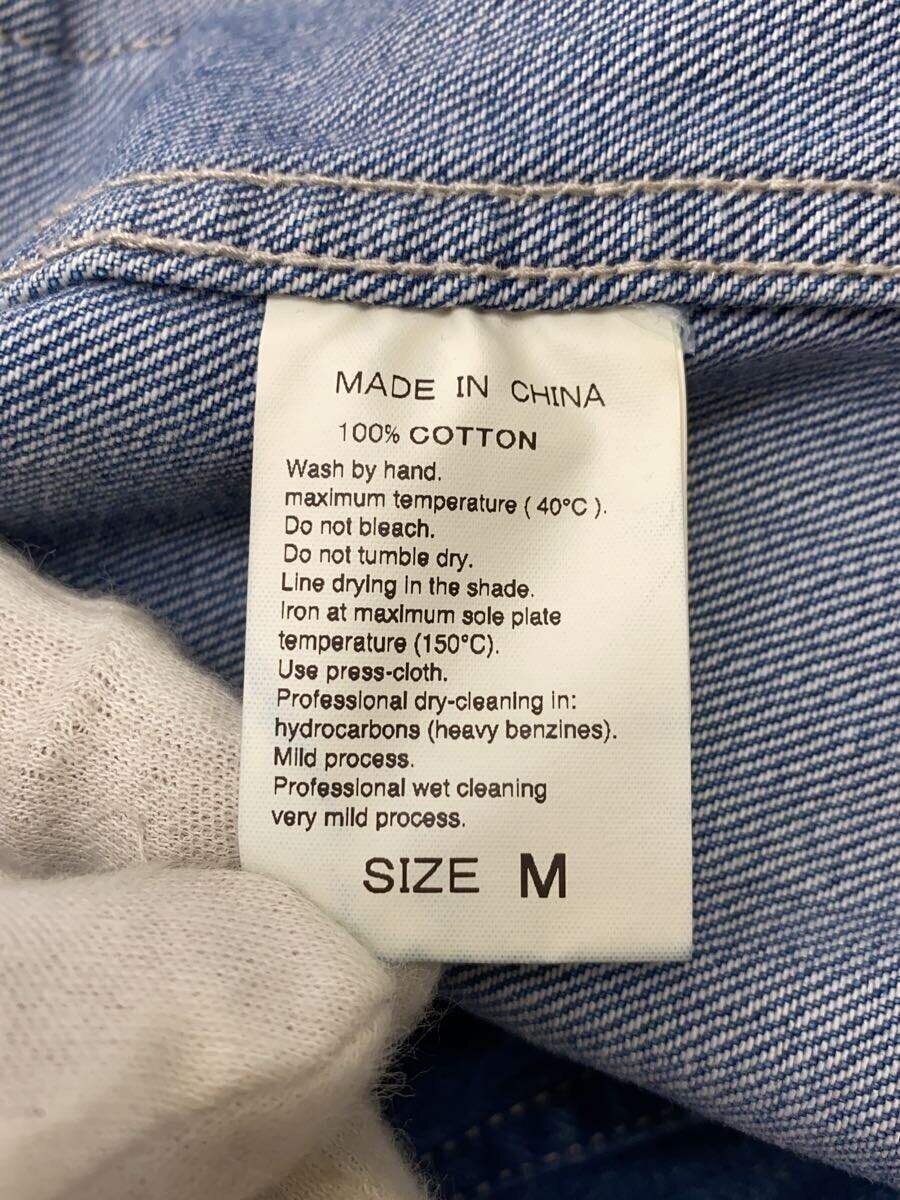 MADE IN CHINA
100% COTTON
Wash by hand.
maximum temperature ( 40°C ).
Do not bleach.
Do not tumble dry.
Line drying in the shade.
Iron at maximum sole plate
temperature (150°C).
Use press-cloth.
Professional dry-cleaning in:
hydrocarbons (heavy benzines).
Mild process.
Professional wet cleaning
very mild process.
SIZE M